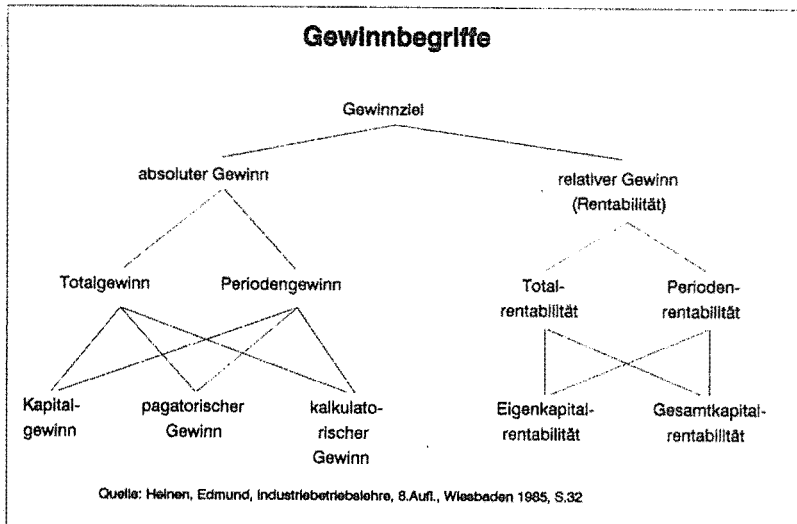 Gewinnbegriffe
Gewinnziel
absoluter Gewinn
relativer Gewinn
(Rentabilität)
Totalgewinn
Periodengewinn
Total-
rentabilität
Perioden-
rentabilität
Kapital-
gewinn
pagatorischer
Gewinn
kalkulato-
rischer
Gewinn
Eigenkapital-
rentabilität
Gesamtkapital-
rentabilität
Quelle: Heinen, Edmund, Industriebetriebslehre, 8.Aufl., Wiesbaden 1985, S.32